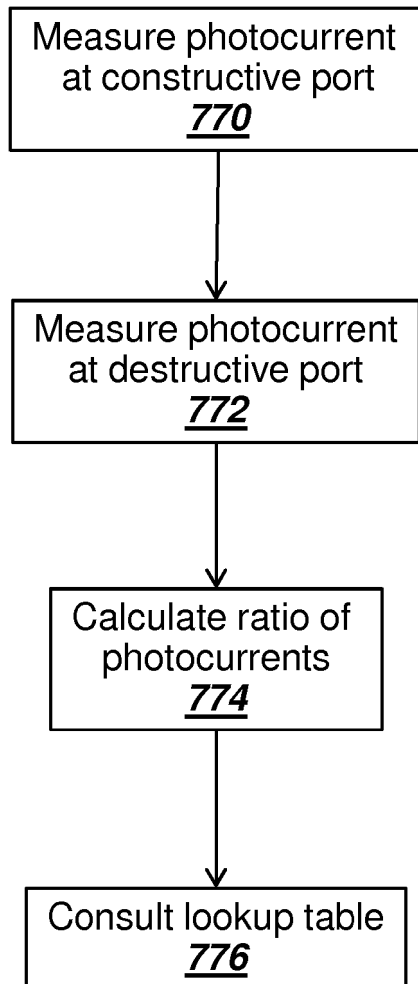 Measure photocurrent
at constructive port
770
Measure photocurrent
at destructive port
772
Calculate ratio of
photocurrents
774
Consult lookup table
776